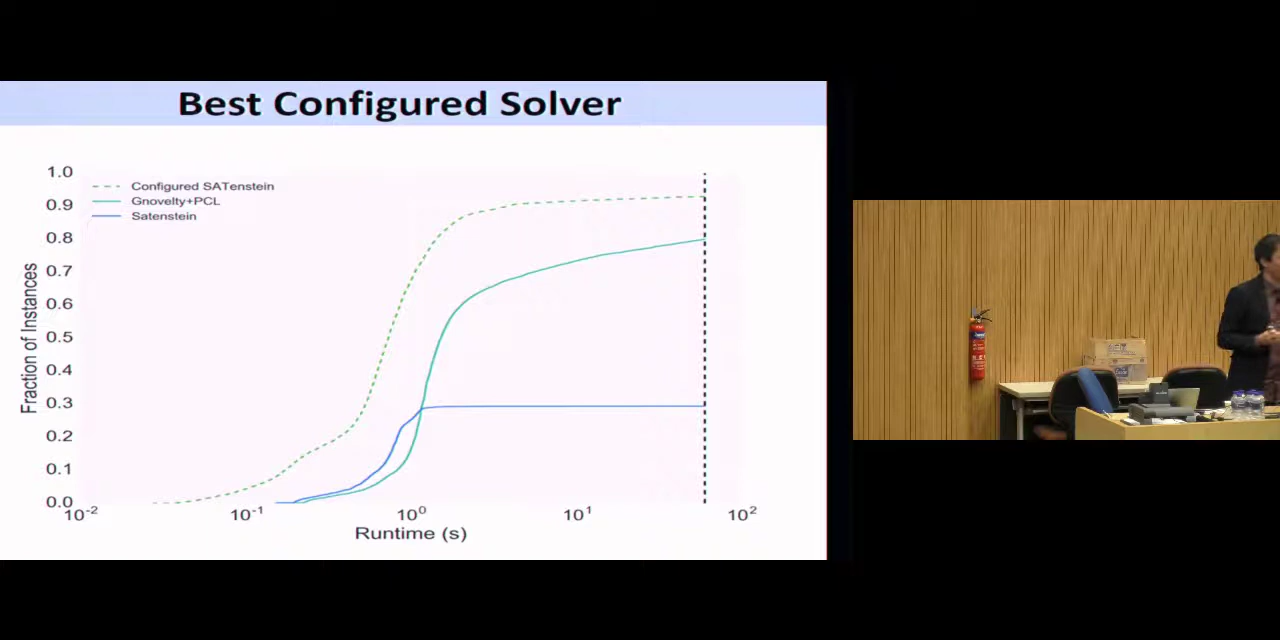 Best Configured Solver
1.0
0.9
0.8
0.7
0.6
0.5
0.4
0.3
0.2
0.1
0.0
Configured SATenstein
Gnovelty+PCL
Satenstein
Fraction of Instances
10-2
10-1
100
101
102
Runtime (s)